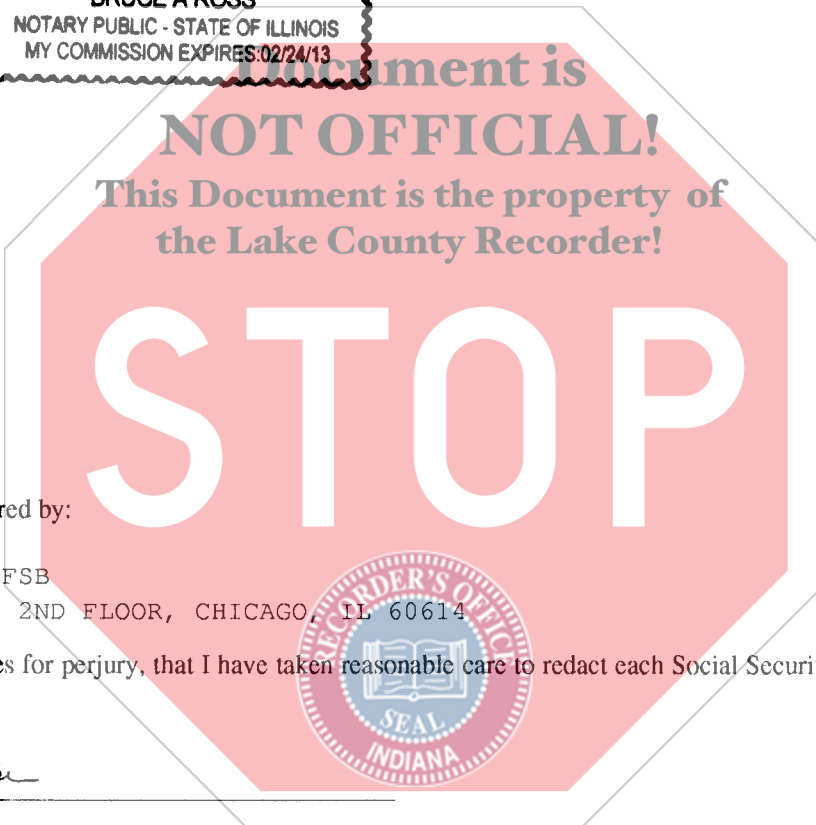 BRUCE A ROSS
NOTARY PUBLIC - STATE OF ILLINOIS
MY COMMISSION EXPIRES:02/24/13
Document is
NOT OFFICIAL!
This Document is the property of
the Lake County Recorder!
STOP
red by:
FSB
2ND FLOOR, CHICAGO, IL 60614
es for perjury, that I have taken reasonable care to redact each Social Securi
RECORDER'S OFFICE
SEAL
INDIANA